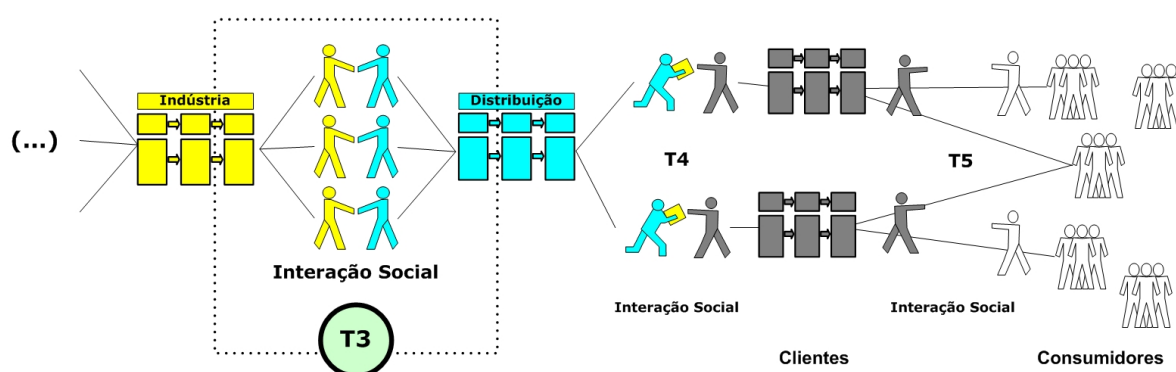 Indústria
Distribuição
(...)
T4
T5
Interação Social
Interação Social
Interação Social
T3
Clientes
Consumidores